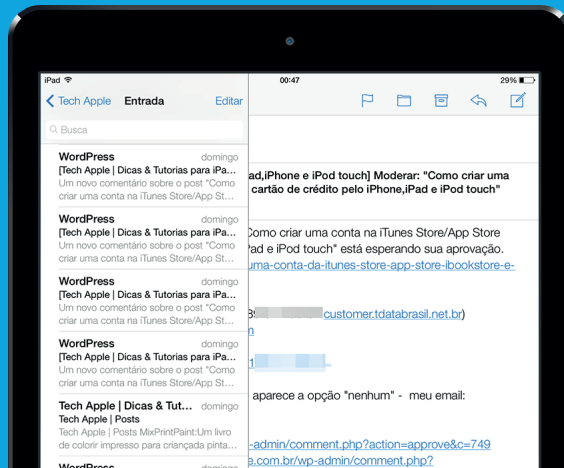 iPad
00:47
29%
Tech Apple
Entrada
Editar
Busca
WordPress
domingo
[Tech Apple | Dicas & Tutorias para iPa...
Um novo comentário sobre o post "Como
criar uma conta na iTunes Store/App St...
WordPress
domingo
[Tech Apple | Dicas & Tutorias para iPa...
Um novo comentário sobre o post "Como
criar uma conta na iTunes Store/App St...
WordPress
domingo
[Tech Apple | Dicas & Tutorias para iPa...
Um novo comentário sobre o post "Como
criar uma conta na iTunes Store/App St...
WordPress
domingo
[Tech Apple | Dicas & Tutorias para iPa...
Um novo comentário sobre o post "Como
criar uma conta na iTunes Store/App St...
Tech Apple | Dicas & Tut...
domingo
Tech Apple | Posts
Tech Apple | Posts MixPrintPaint:Um livro
de colorir impresso para criançada pinta...
WordPress
domingo
ad,iPhone e iPod touch] Moderar: "Como criar uma
cartão de crédito pelo iPhone,iPad e iPod touch"
Como criar uma conta na iTunes Store/App Store
Pad e iPod touch" está esperando sua aprovação.
uma-conta-da-itunes-store-app-store-ibookstore-e-
customer.tdatabrasil.net.br)
aparece a opção "nenhum" - meu email:
-admin/comment.php?action=approve&c=749
e.com.br/wp-admin/comment.php?